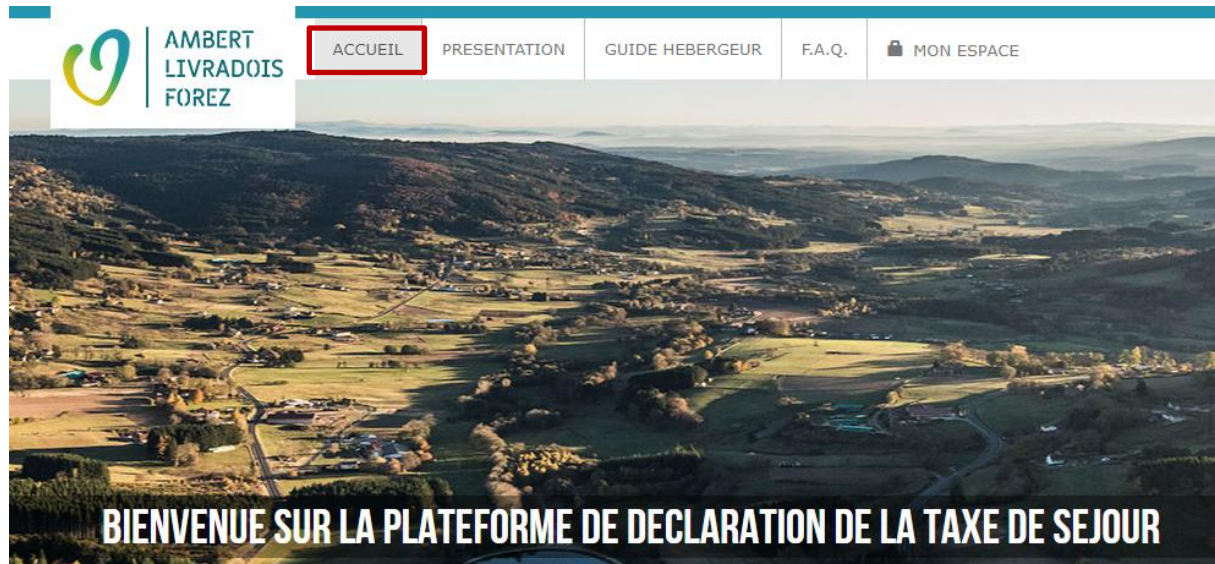 AMBERT
LIVRADOIS
FOREZ
ACCUEIL
PRESENTATION
GUIDE HEBERGEUR
F.A.Q.
MON ESPACE
BIENVENUE SUR LA PLATEFORME DE DECLARATION DE LA TAXE DE SEJOUR